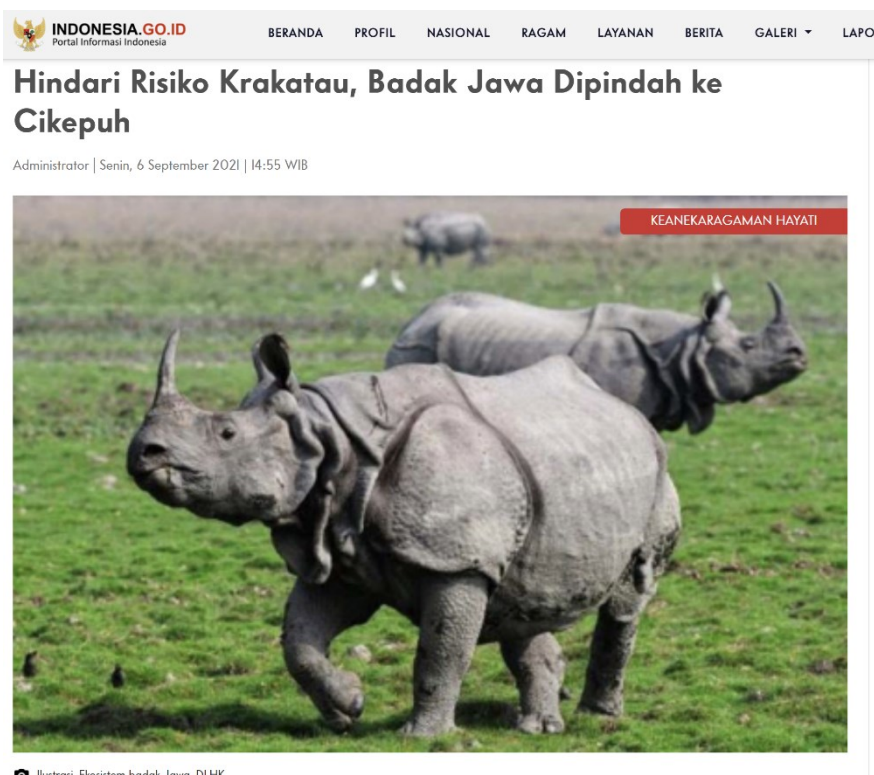 INDONESIA.GO.ID
Portal Informasi Indonesia
BERANDA PROFIL NASIONAL RAGAM LAYANAN BERITA GALERI LAPO
Hindari Risiko Krakatau, Badak Jawa Dipindah ke
Cikepuh
Administrator | Senin, 6 September 2021 | 14:55 WIB
KEANEKARAGAMAN HAYATI
Ilustrasi. Ekosistem badak Jawa. DLHK